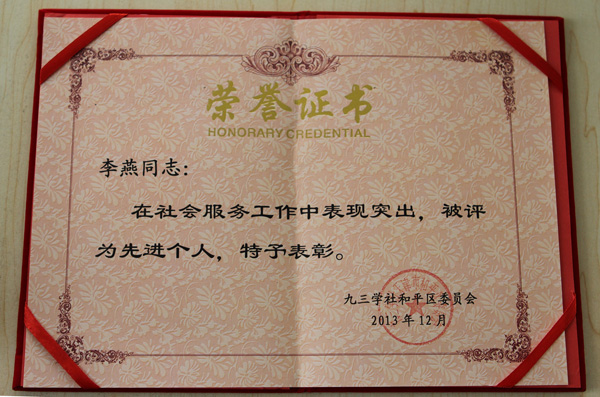 荣誉证书
HONORARY CREDENTIAL
李燕同志：
在社会服务工作中表现突出，被评
为先进个人，特予表彰。
九三学社和平区委员会
2013年12月